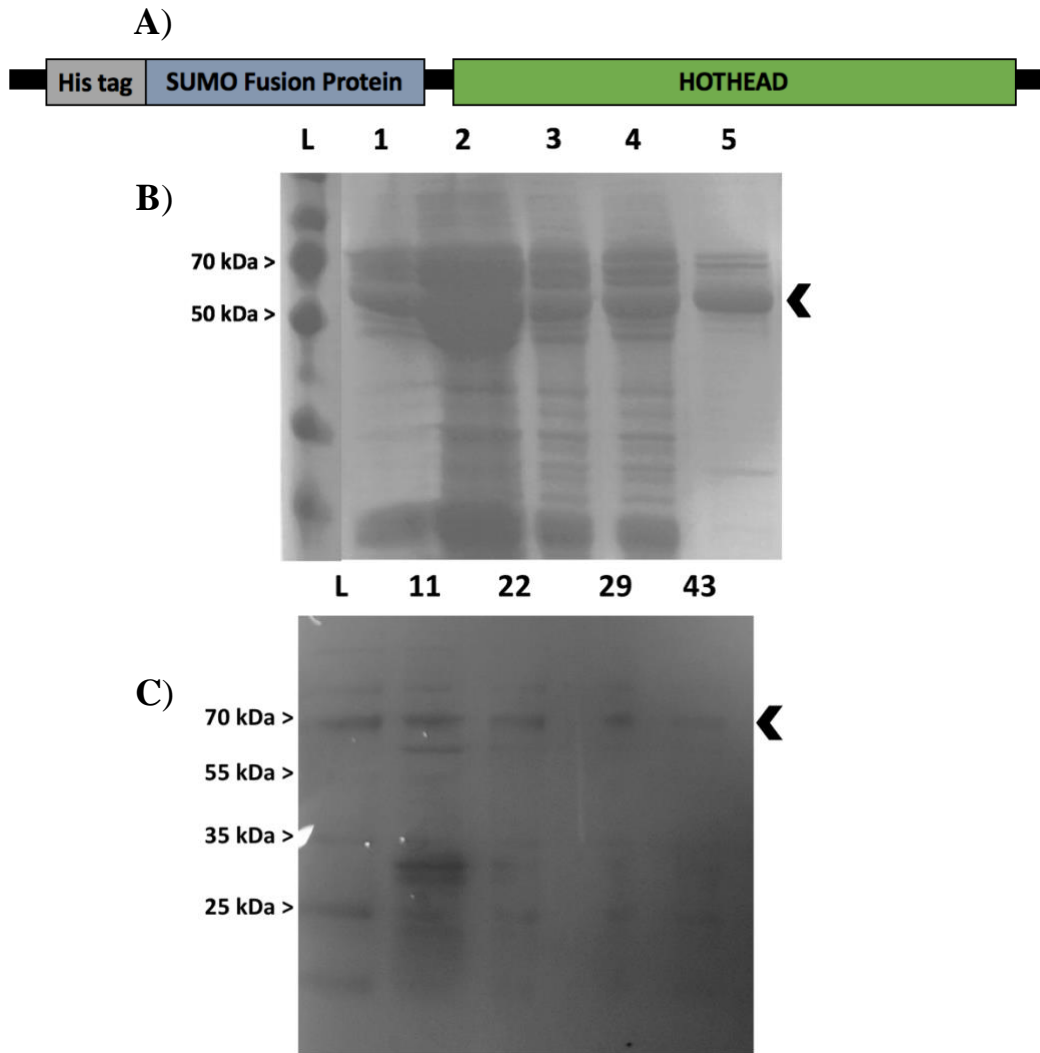 A)
His tag SUMO Fusion Protein HOTHEAD
L 1 2 3 4 5
B)
70 kDa >
50 kDa >
L 11 22 29 43
C)
70 kDa >
55 kDa >
35 kDa >
25 kDa >